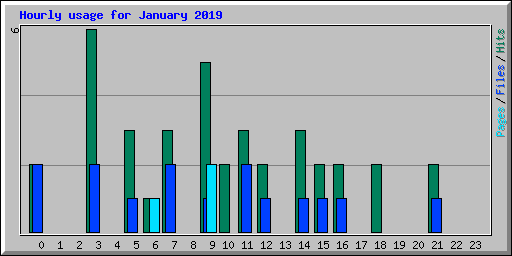 Hourly usage for January 2019
6
Pages/Files/Hits
0 1 2 3 4 5 6 7 8 9 10 11 12 13 14 15 16 17 18 19 20 21 22 23